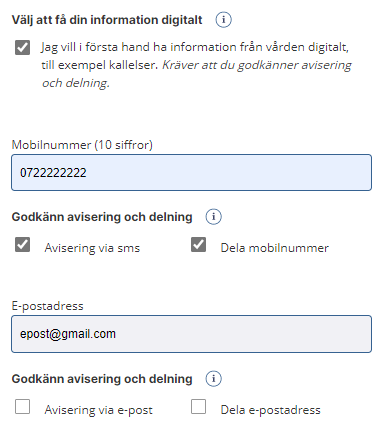 Välj att få din information digitalt
Jag vill i första hand ha information från vården digitalt,
till exempel kallelser. Kräver att du godkänner avisering
och delning.
Mobilnummer (10 siffror)
0722222222
Godkänn avisering och delning
Avisering via sms Dela mobilnummer
E-postadress
epost@gmail.com
Godkänn avisering och delning
Avisering via e-post Dela e-postadress